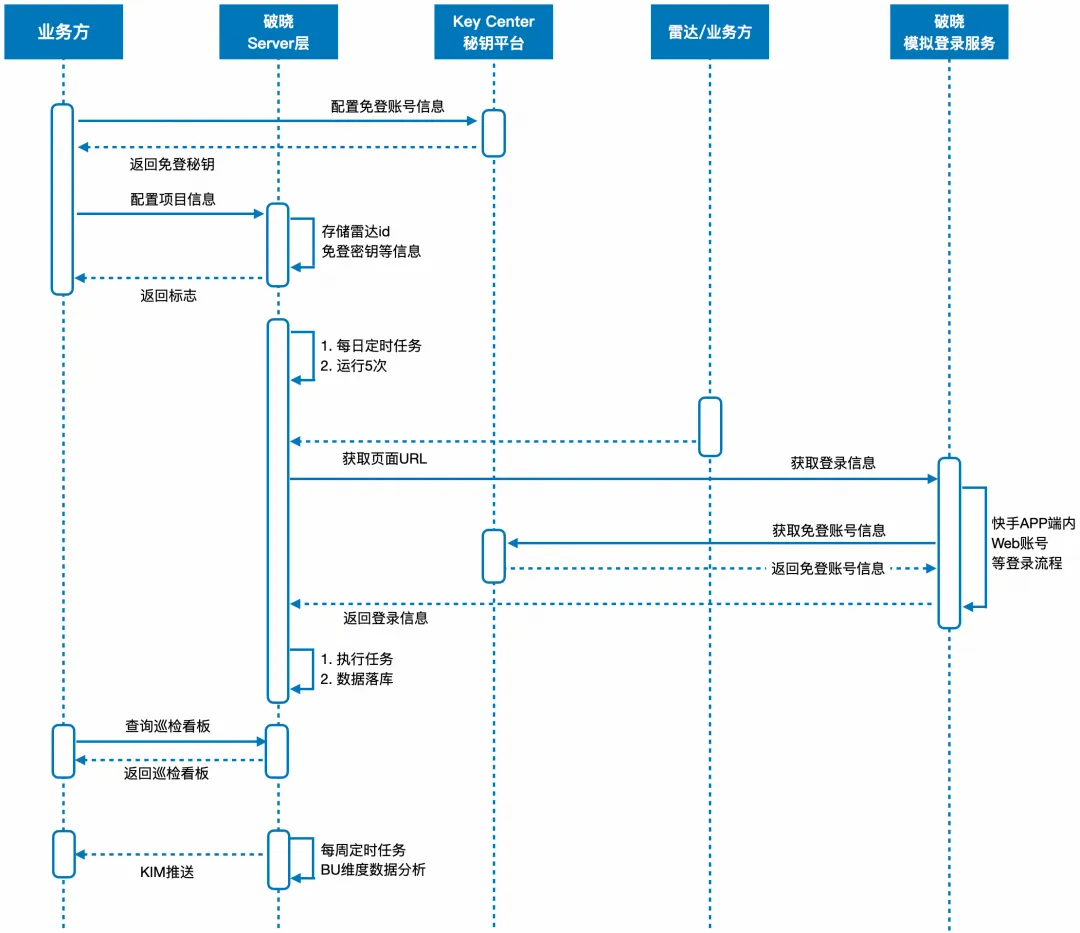 业务方
破晓
Server层
Key Center
秘钥平台
雷达/业务方
破晓
模拟登录服务
配置免登账号信息
返回免登秘钥
配置项目信息
存储雷达id
免登密钥等信息
返回标志
1. 每日定时任务
2. 运行5次
获取页面URL
获取登录信息
快手APP端内
Web账号
等登录流程
获取免登账号信息
返回免登账号信息
返回登录信息
1. 执行任务
2. 数据落库
查询巡检看板
返回巡检看板
每周定时任务
BU维度数据分析
KIM推送